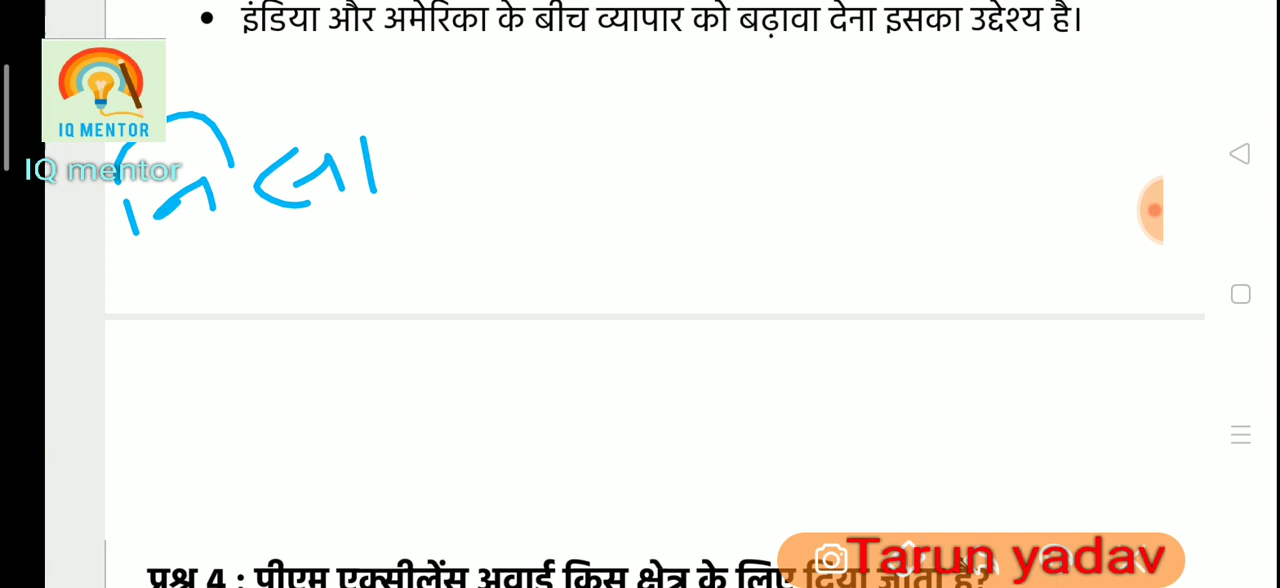 • इंडिया और अमेरिका के बीच व्यापार को बढ़ावा देना इसका उद्देश्य है।
IQ MENTOR
IQ mentor
प्रश्न 4 : पीएम एक्सीलेंस अवार्ड किस क्षेत्र के लिए दिया जाता है?
Tarun yadav